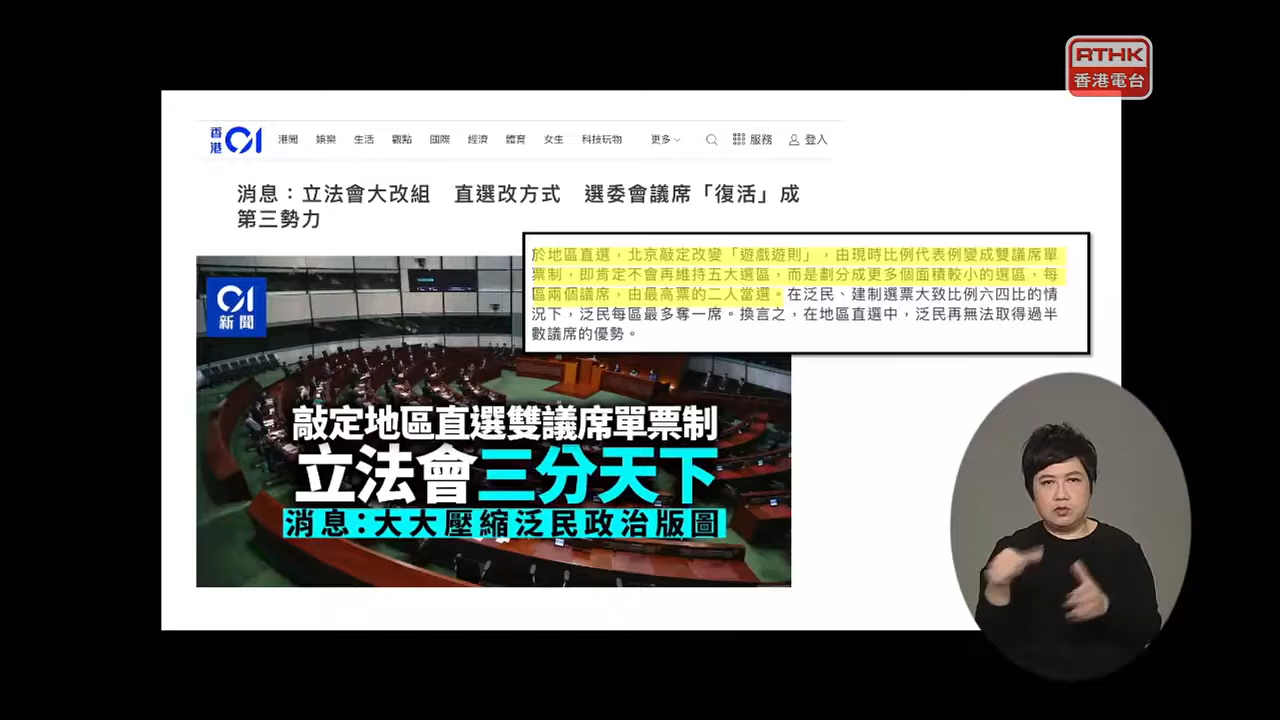 RTHK
香港電台
香港
01
港聞 娛樂 生活 觀點 國際 經濟 體育 女生 科技玩物 更多 服務 登入
消息：立法會大改組　直選改方式　選委會議席「復活」成
第三勢力
於地區直選，北京敲定改變「遊戲遊則」，由現時比例代表例變成雙議席單
票制，即肯定不會再維持五大選區，而是劃分成更多個面積較小的選區，每
區兩個議席，由最高票的二人當選。在泛民、建制選票大致比例六四比的情
況下，泛民每區最多奪一席。換言之，在地區直選中，泛民再無法取得過半
數議席的優勢。
01
新聞
敲定地區直選雙議席單票制
立法會三分天下
消息：大大壓縮泛民政治版圖